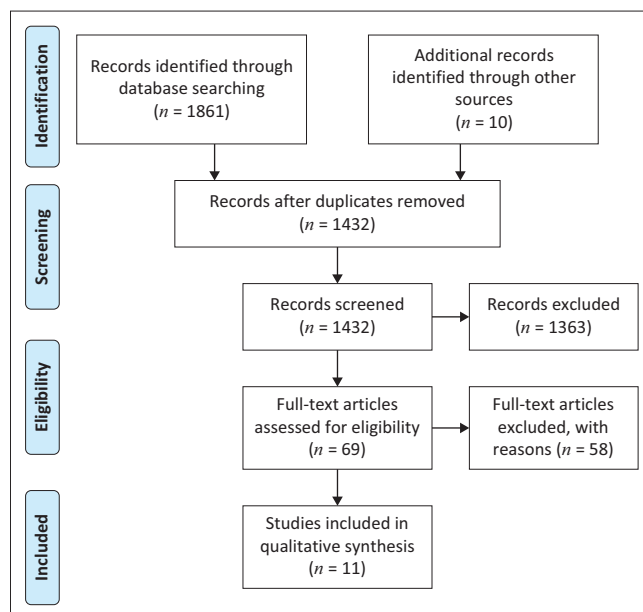 Identification
Records identified through
database searching
(n = 1861)
Additional records
identified through other
sources
(n = 10)
Screening
Records after duplicates removed
(n = 1432)
Records screened
(n = 1432)
Records excluded
(n = 1363)
Eligibility
Full-text articles
assessed for eligibility
(n = 69)
Full-text articles
excluded, with
reasons (n = 58)
Included
Studies included in
qualitative synthesis
(n = 11)